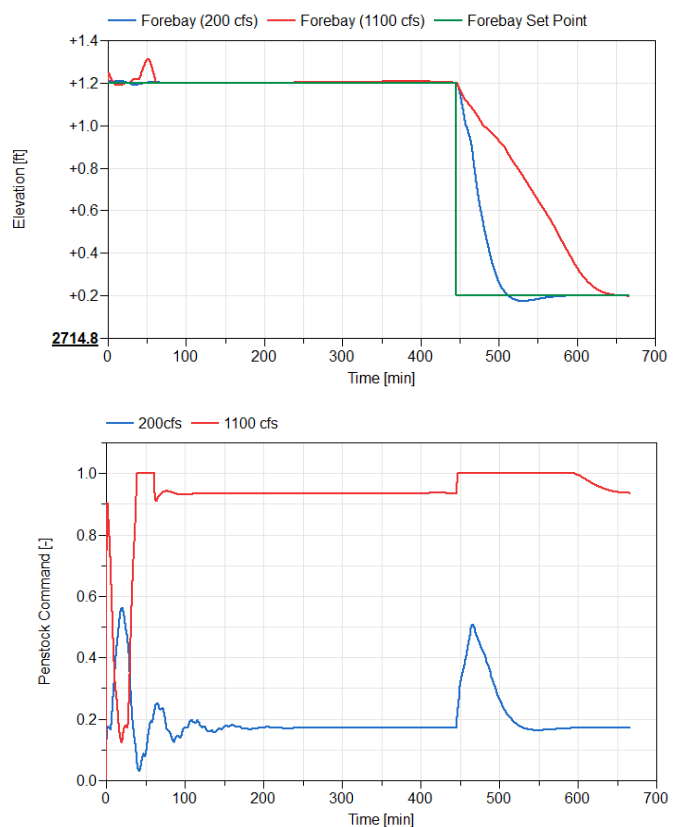 Forebay (200 cfs) Forebay (1100 cfs) Forebay Set Point
+1.4
+1.2
+1.0
+0.8
+0.6
+0.4
+0.2
2714.8
Elevation [ft]
0 100 200 300 400 500 600 700
Time [min]
200cfs 1100 cfs
1.0
0.8
0.6
0.4
0.2
0.0
Penstock Command [-]
0 100 200 300 400 500 600 700
Time [min]